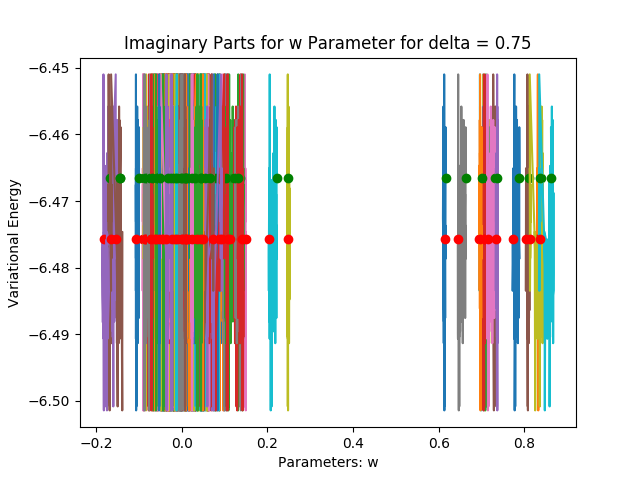 Imaginary Parts for w Parameter for delta = 0.75
Variational Energy
−6.45
−6.46
−6.47
−6.48
−6.49
−6.50
−0.2 0.0 0.2 0.4 0.6 0.8
Parameters: w